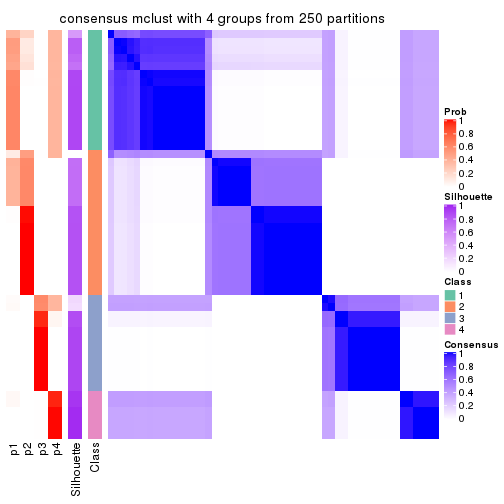 consensus mclust with 4 groups from 250 partitions
Prob
1
0.8
0.6
0.4
0.2
0
Silhouette
1
0.8
0.6
0.4
0.2
0
Class
1
2
3
4
Consensus
1
0.8
0.6
0.4
0.2
0
p1
p2
p3
p4
Silhouette
Class